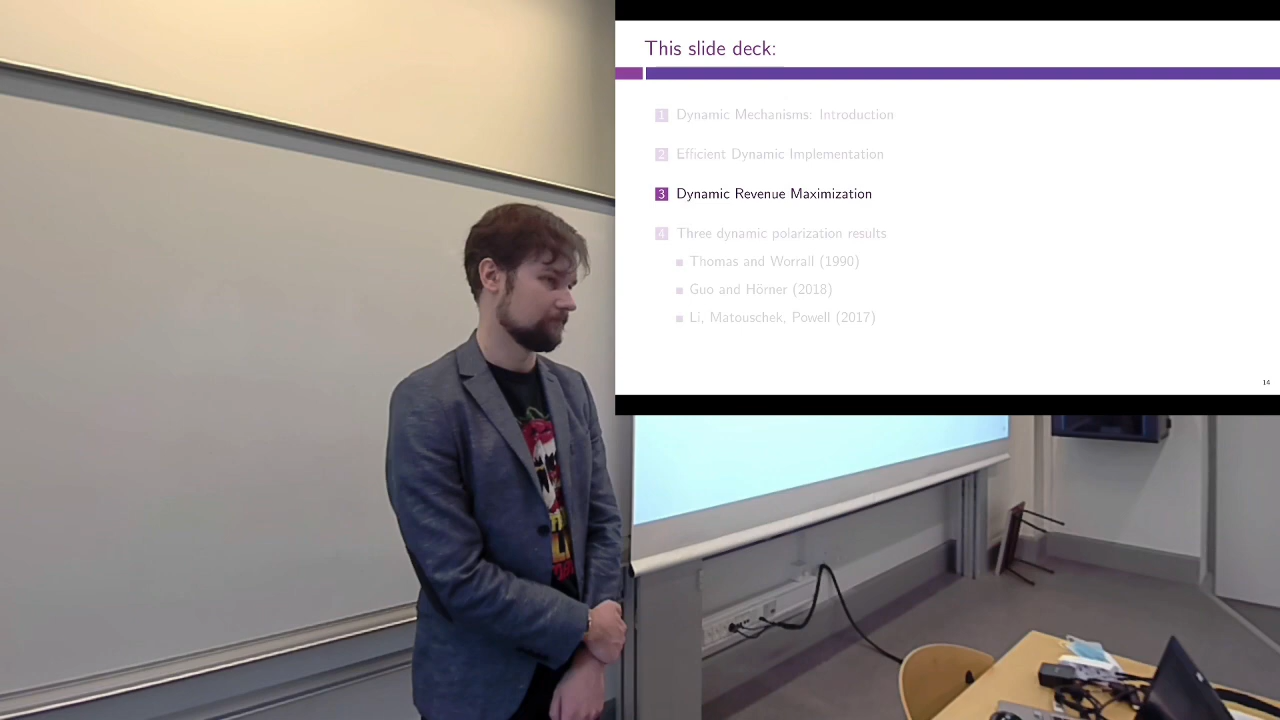 This slide deck:
1 Dynamic Mechanisms: Introduction
2 Efficient Dynamic Implementation
3 Dynamic Revenue Maximization
4 Three dynamic polarization results
Thomas and Worrall (1990)
Guo and Hörner (2018)
Li, Matouschek, Powell (2017)
14